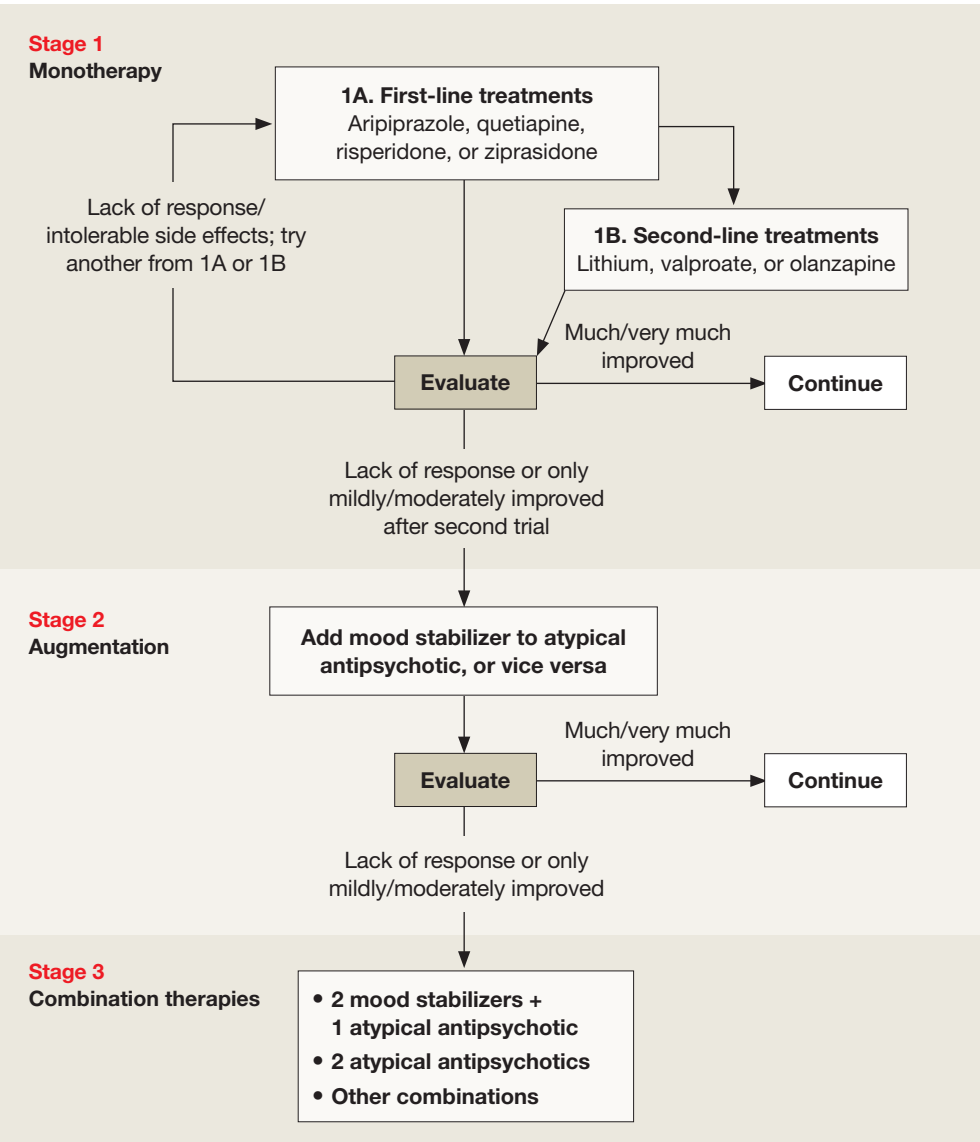 Stage 1
Monotherapy
1A. First-line treatments
Aripiprazole, quetiapine,
risperidone, or ziprasidone
Lack of response/
intolerable side effects; try
another from 1A or 1B
1B. Second-line treatments
Lithium, valproate, or olanzapine
Much/very much
improved
Evaluate
Continue
Lack of response or only
mildly/moderately improved
after second trial
Stage 2
Augmentation
Add mood stabilizer to atypical
antipsychotic, or vice versa
Much/very much
improved
Evaluate
Continue
Lack of response or only
mildly/moderately improved
Stage 3
Combination therapies
• 2 mood stabilizers +
1 atypical antipsychotic
• 2 atypical antipsychotics
• Other combinations